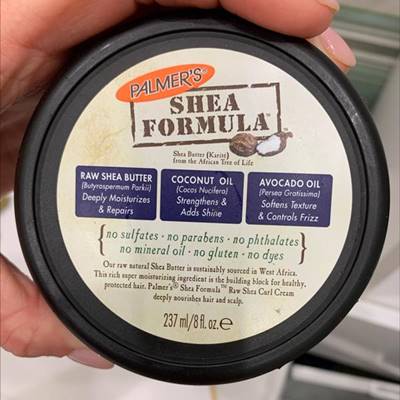 PALMER'S®
SHEA
FORMULA™
Shea Butter (Karité)
from the African Tree of Life
RAW SHEA BUTTER
(Butyrospermum Parkii)
Deeply Moisturizes
& Repairs
COCONUT OIL
(Cocos Nucifera)
Strengthens &
Adds Shine
AVOCADO OIL
(Persea Gratissima)
Softens Texture
& Controls Frizz
{no sulfates · no parabens · no phthalates
no mineral oil · no gluten · no dyes}
Our raw natural Shea Butter is sustainably sourced in West Africa.
This rich super moisturizing ingredient is the building block for healthy,
protected hair. Palmer's® Shea Formula™ Raw Shea Curl Cream
deeply nourishes hair and scalp.
237 ml/8 fl. oz.℮